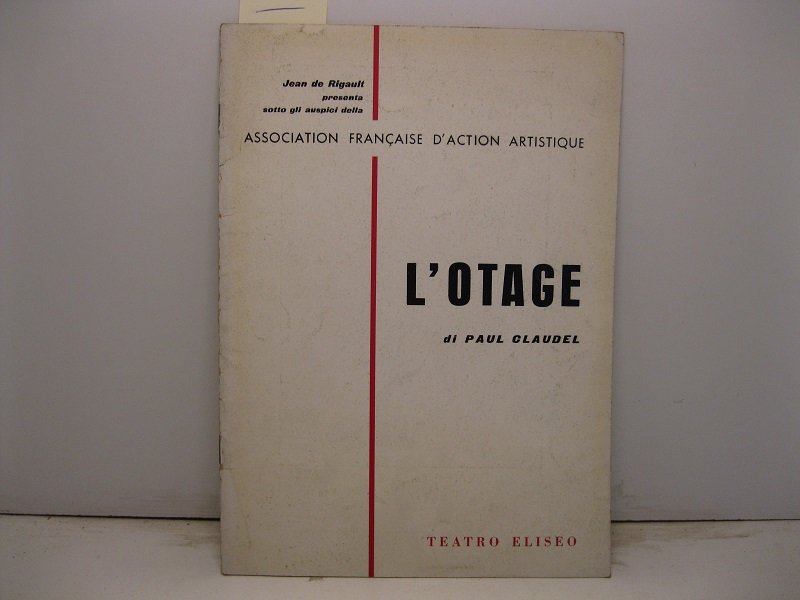 Jean de Rigault
presenta
sotto gli auspici della
ASSOCIATION FRANÇAISE D'ACTION ARTISTIQUE
L'OTAGE
di PAUL CLAUDEL
TEATRO ELISEO